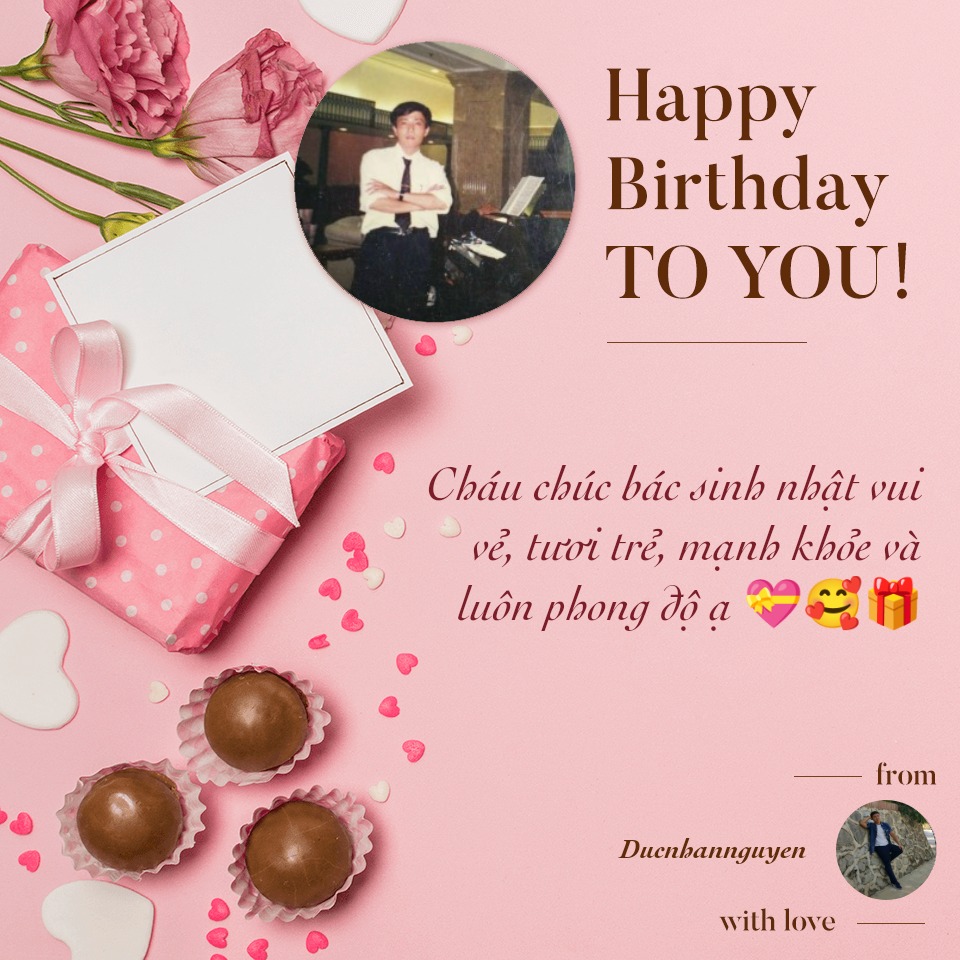 Happy
Birthday
TO YOU!
Cháu chúc bác sinh nhật vui
vẻ, tươi trẻ, mạnh khỏe và
luôn phong độ ạ 💝🥰🎁
from
Ducnhannguyen
with love